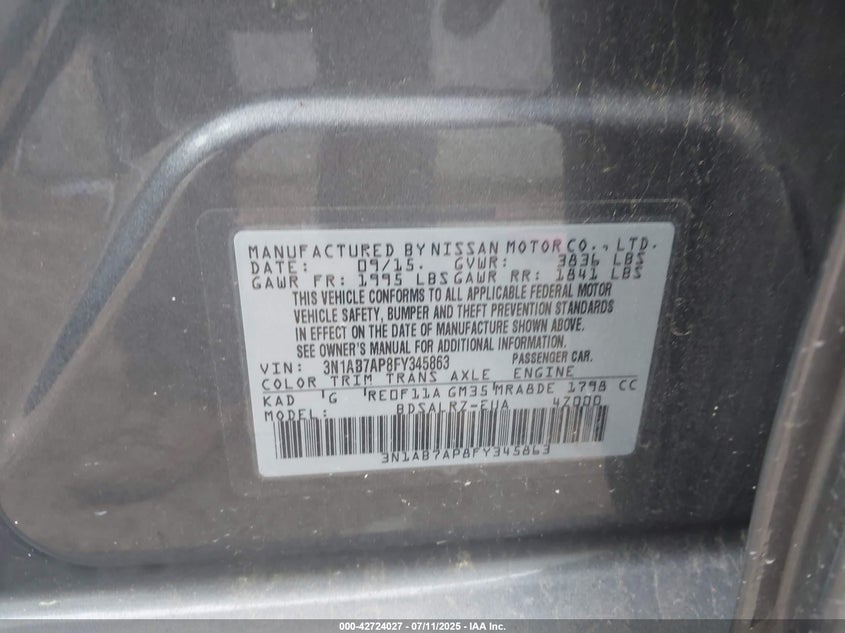 MANUFACTURED BY NISSAN MOTOR CO., LTD.
DATE: 09/15. GVWR: 3836 LBS
GAWR FR: 1995 LBS GAWR RR: 1841 LBS
THIS VEHICLE CONFORMS TO ALL APPLICABLE FEDERAL MOTOR
VEHICLE SAFETY, BUMPER AND THEFT PREVENTION STANDARDS
IN EFFECT ON THE DATE OF MANUFACTURE SHOWN ABOVE.
SEE OWNER'S MANUAL FOR ADDITIONAL INFORMATION.
VIN: 3N1AB7AP8FY345863 PASSENGER CAR.
COLOR TRIM TRANS AXLE ENGINE
KAD G RE0F11A GM35 MRA8DE 1798 CC
MODEL: BDSALRZ-EUA 4Z000
3N1AB7AP8FY345863
000-42724027 - 07/11/2025 - IAA Inc.